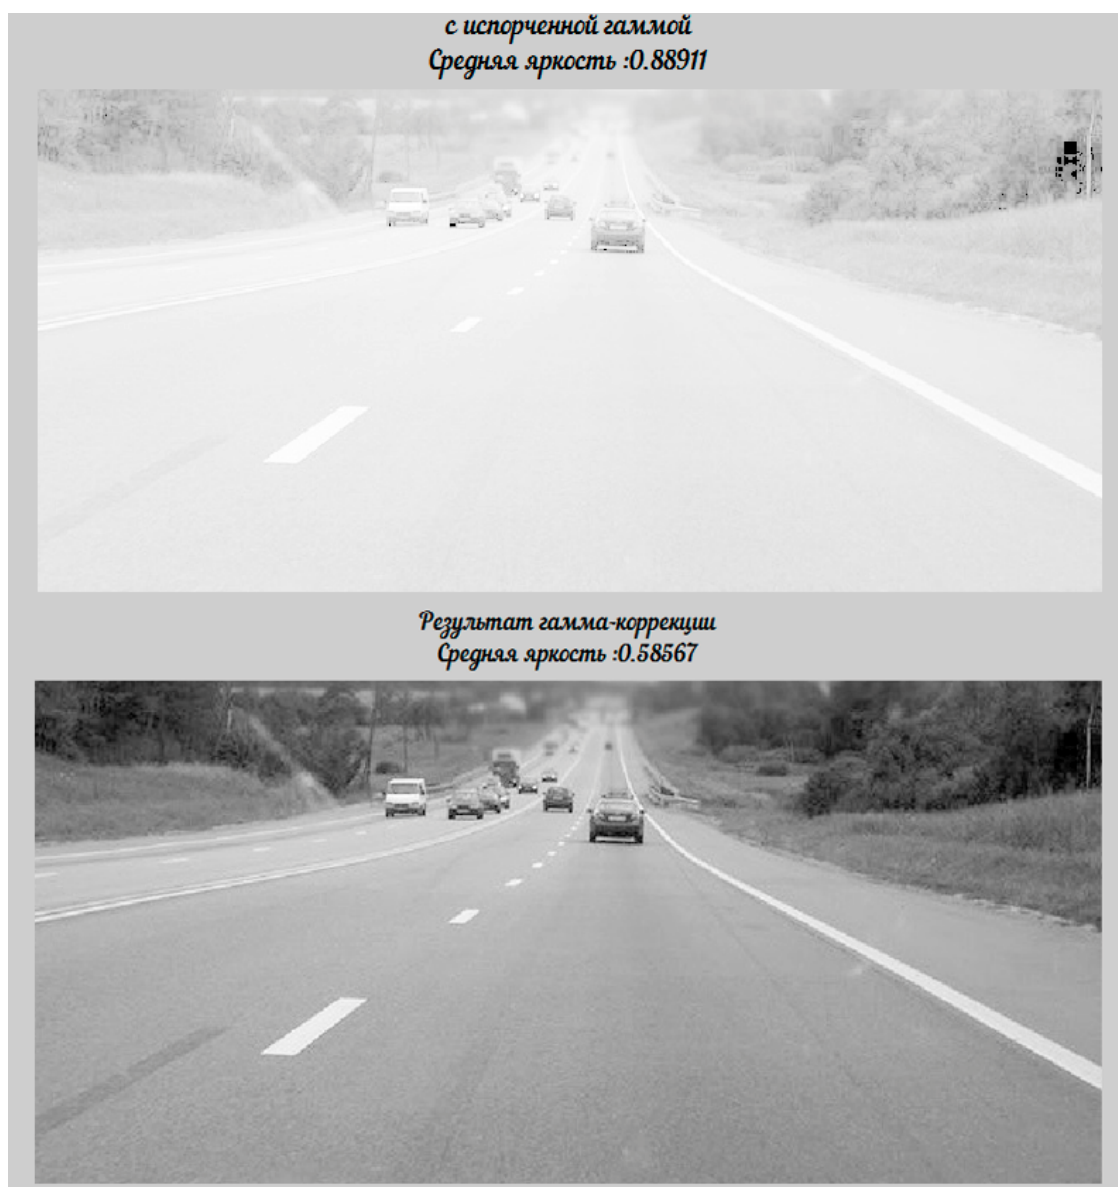 с испорченной гаммой
Средняя яркость :0.88911
Результат гамма-коррекции
Средняя яркость :0.58567